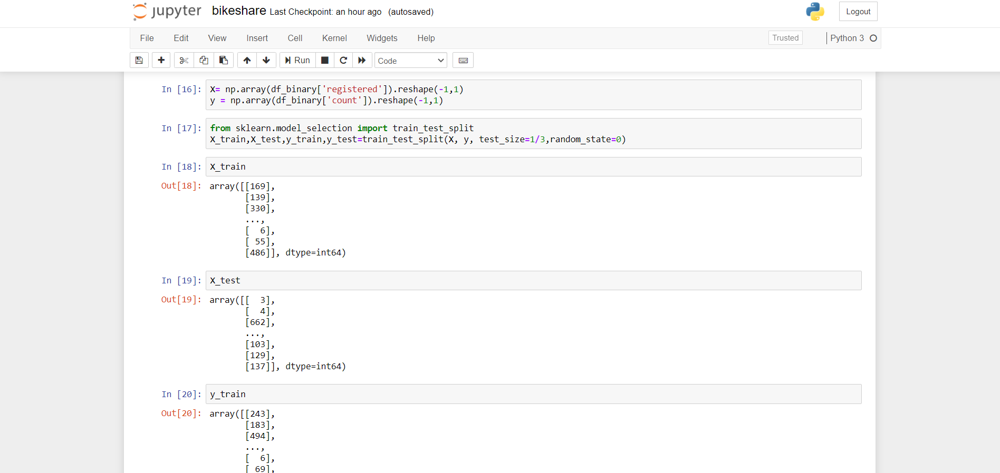 jupyter bikeshare Last Checkpoint: an hour ago (autosaved) Logout
File Edit View Insert Cell Kernel Widgets Help Trusted Python 3
Run Code
In [16]: X= np.array(df_binary['registered']).reshape(-1,1)
y = np.array(df_binary['count']).reshape(-1,1)
In [17]: from sklearn.model_selection import train_test_split
X_train,X_test,y_train,y_test=train_test_split(X, y, test_size=1/3,random_state=0)
In [18]: X_train
Out[18]: array([[169],
[139],
[330],
...,
[  6],
[ 55],
[486]], dtype=int64)
In [19]: X_test
Out[19]: array([[  3],
[  4],
[662],
...,
[103],
[129],
[137]], dtype=int64)
In [20]: y_train
Out[20]: array([[243],
[183],
[494],
...,
[  6],
[ 69],